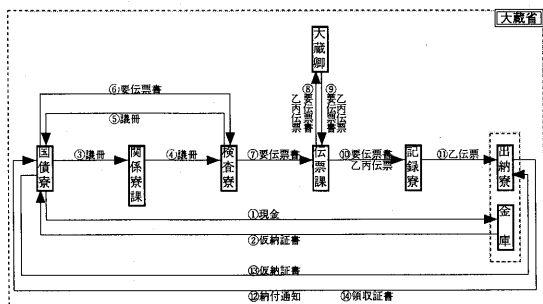 大蔵省
大蔵卿
⑥要伝票書
⑧要伝票書
乙丙伝票
⑨要伝票書
乙丙伝票
⑤議冊
国債寮
③議冊
関係寮課
④議冊
検査寮
⑦要伝票書
伝票課
⑩要伝票書
乙丙伝票
記録寮
⑪乙伝票
出納寮
①現金
金庫
②仮納証書
⑬仮納証書
⑫納付通知
⑭領収証書